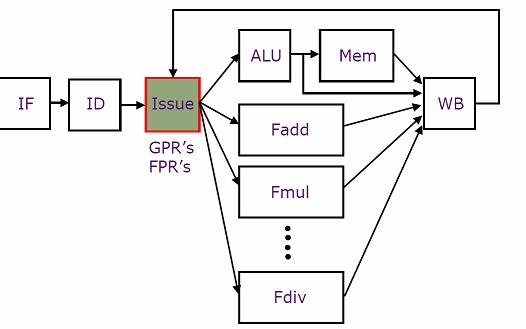 IF
ID
Issue
GPR's
FPR's
ALU
Mem
Fadd
Fmul
Fdiv
WB